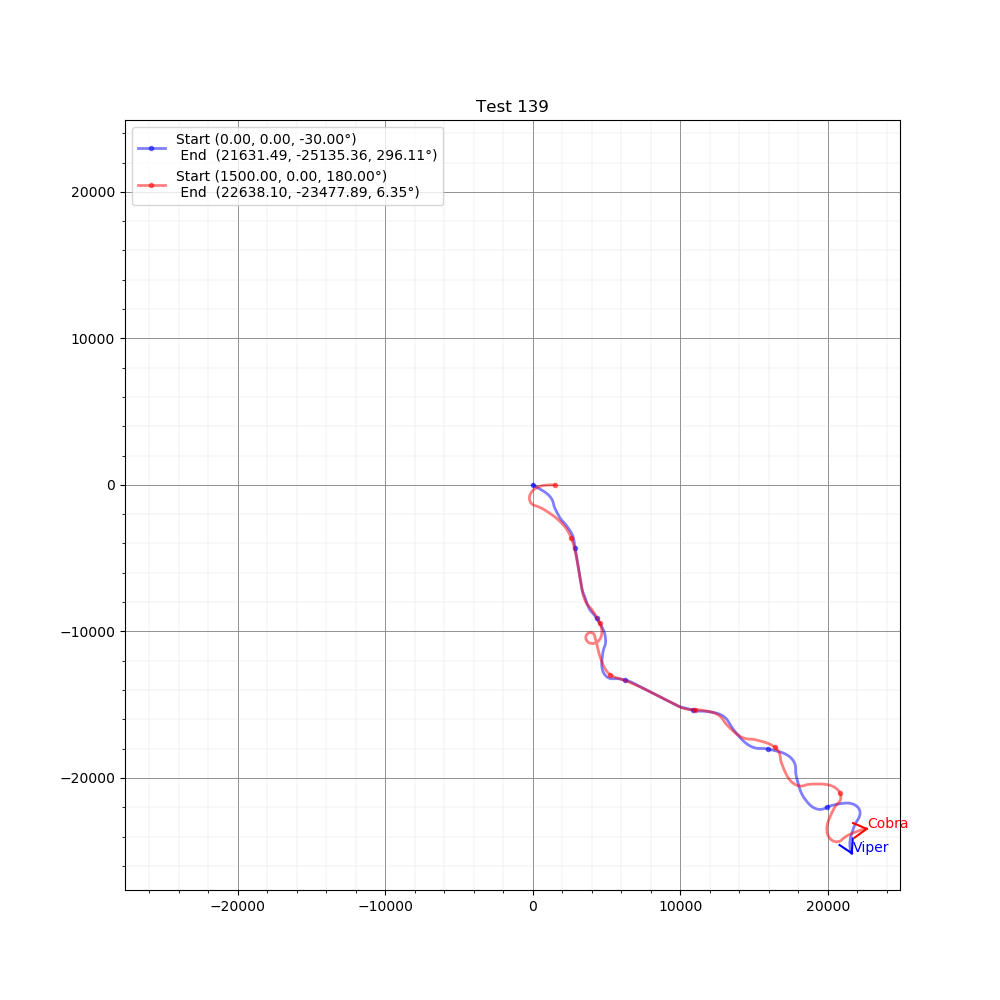 Test 139
Start (0.00, 0.00, -30.00°)
End  (21631.49, -25135.36, 296.11°)
Start (1500.00, 0.00, 180.00°)
End  (22638.10, -23477.89, 6.35°)
20000
10000
0
−10000
−20000
Cobra
Viper
−20000
−10000
0
10000
20000